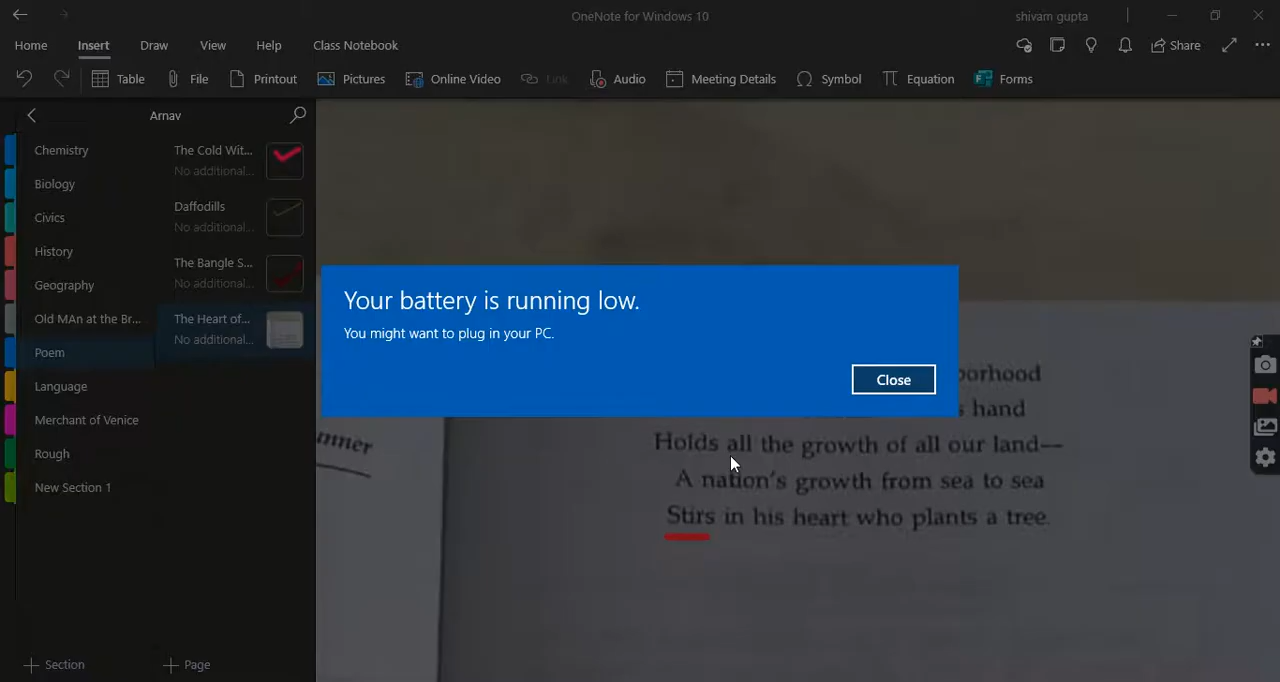 OneNote for Windows 10
shivam gupta
Home Insert Draw View Help Class Notebook
Share
Table File Printout Pictures Online Video Link Audio Meeting Details Symbol Equation Forms
Arnav
Chemistry
Biology
Civics
History
Geography
Old MAn at the Br...
Poem
Language
Merchant of Venice
Rough
New Section 1
Section
The Cold Wit...
No additional...
Daffodills
No additional...
The Bangle S...
No additional...
The Heart of...
No additional...
Page
Your battery is running low.
You might want to plug in your PC.
Close
hand
Holds all the growth of all our land—
A nation's growth from sea to sea
Stirs in his heart who plants a tree.